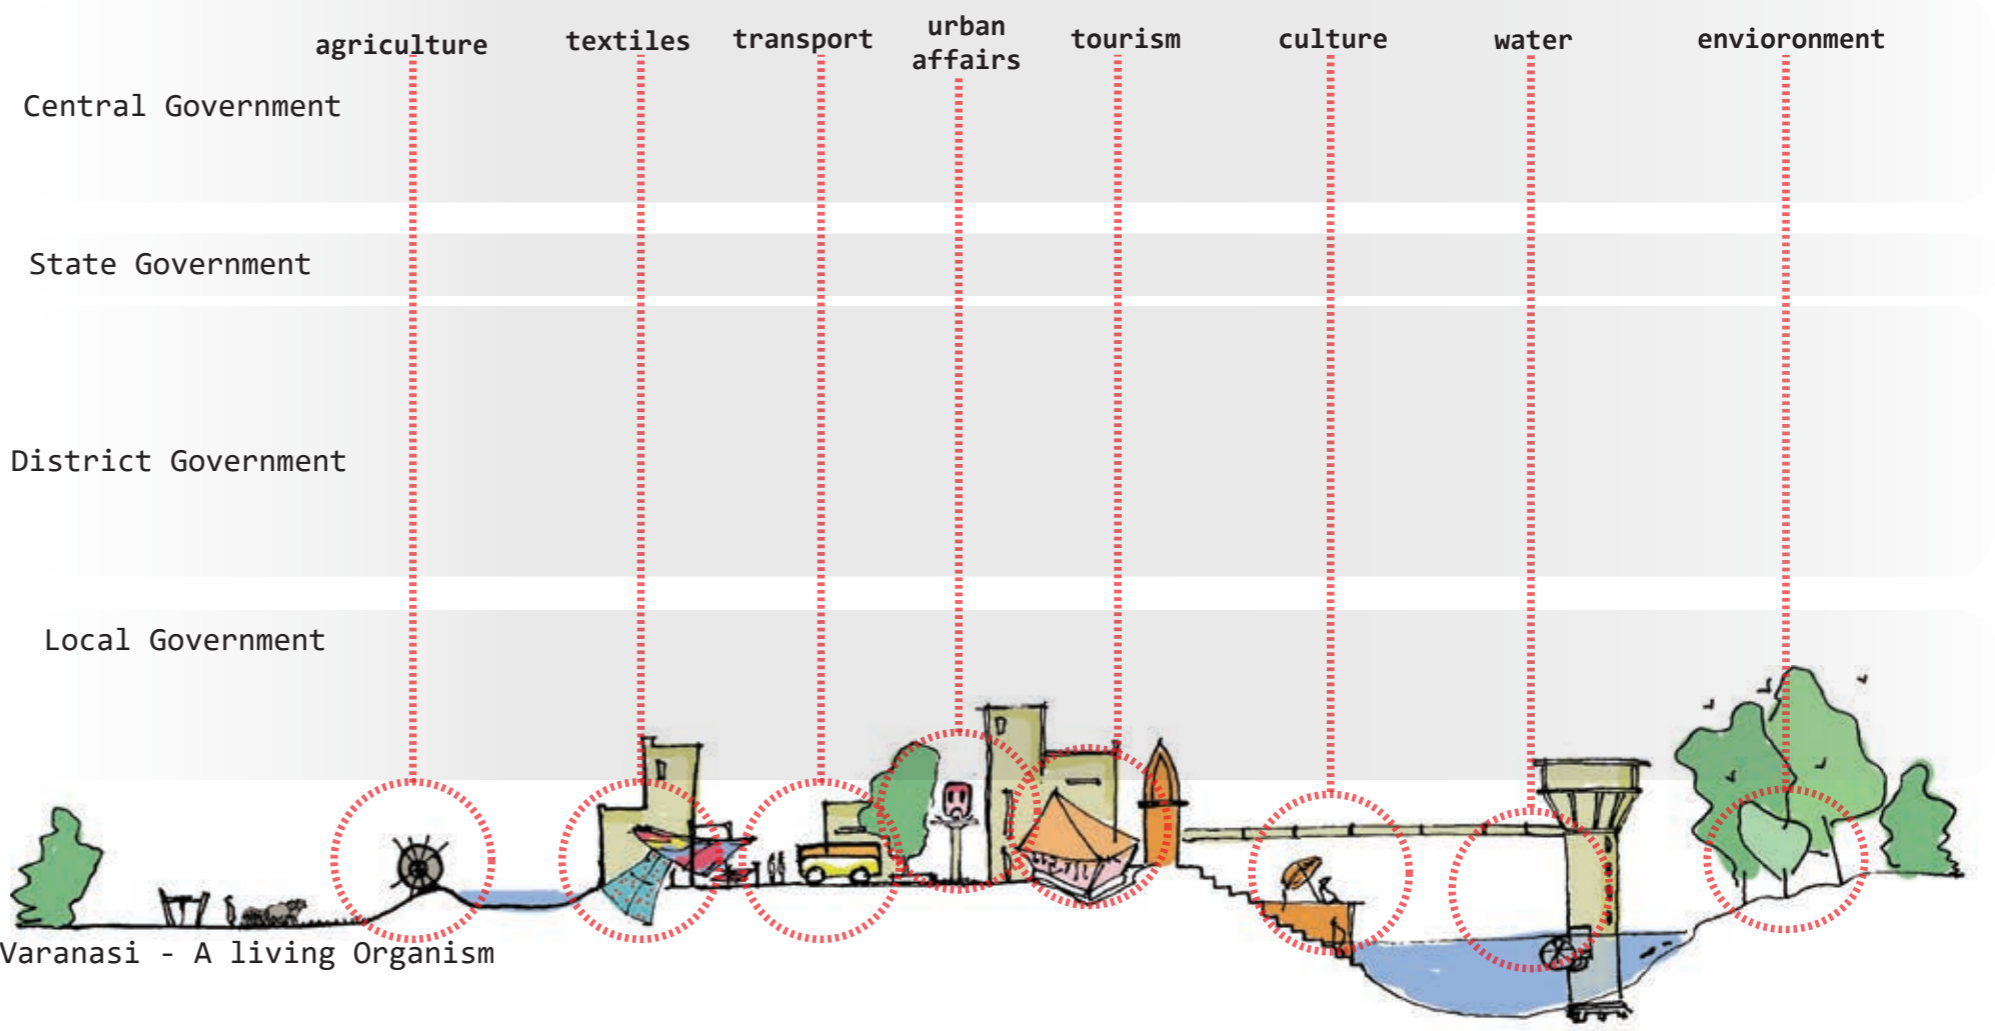 agriculture
textiles
transport
urban
affairs
tourism
culture
water
envioronment
Central Government
State Government
District Government
Local Government
Varanasi - A living Organism